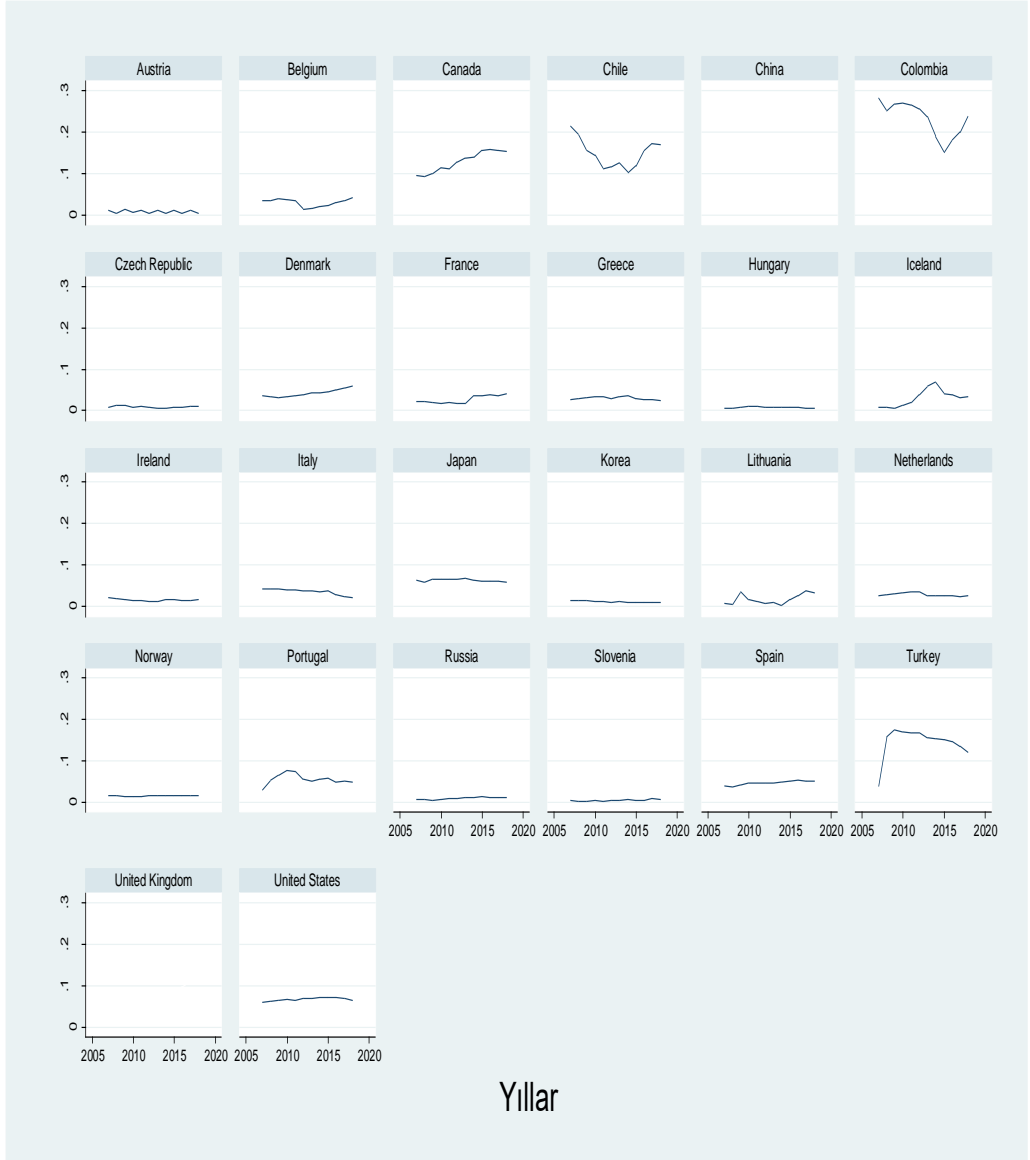 Austria Belgium Canada Chile China Colombia
.3
.2
.1
0
Czech Republic Denmark France Greece Hungary Iceland
.3
.2
.1
0
Ireland Italy Japan Korea Lithuania Netherlands
.3
.2
.1
0
Norway Portugal Russia Slovenia Spain Turkey
.3
.2
.1
0
2005 2010 2015 2020 2005 2010 2015 2020 2005 2010 2015 2020 2005 2010 2015 2020
United Kingdom United States
.3
.2
.1
0
2005 2010 2015 2020 2005 2010 2015 2020
Yıllar